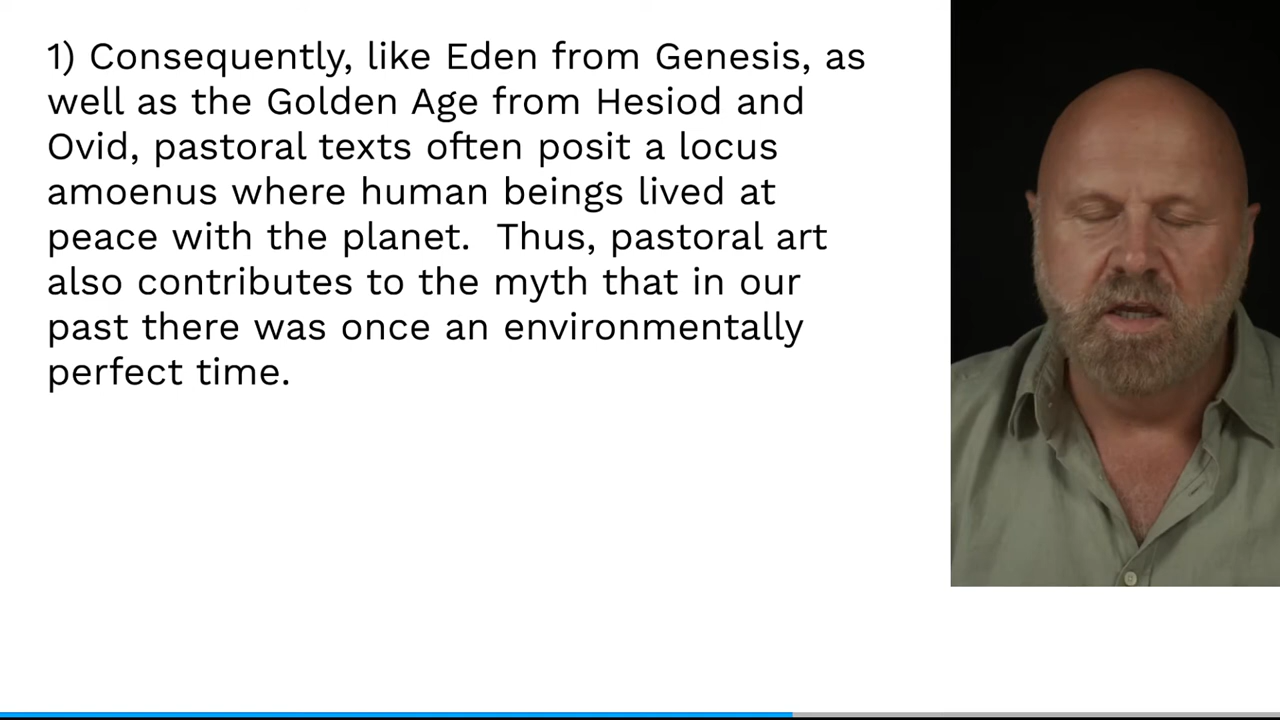 1) Consequently, like Eden from Genesis, as
well as the Golden Age from Hesiod and
Ovid, pastoral texts often posit a locus
amoenus where human beings lived at
peace with the planet.  Thus, pastoral art
also contributes to the myth that in our
past there was once an environmentally
perfect time.